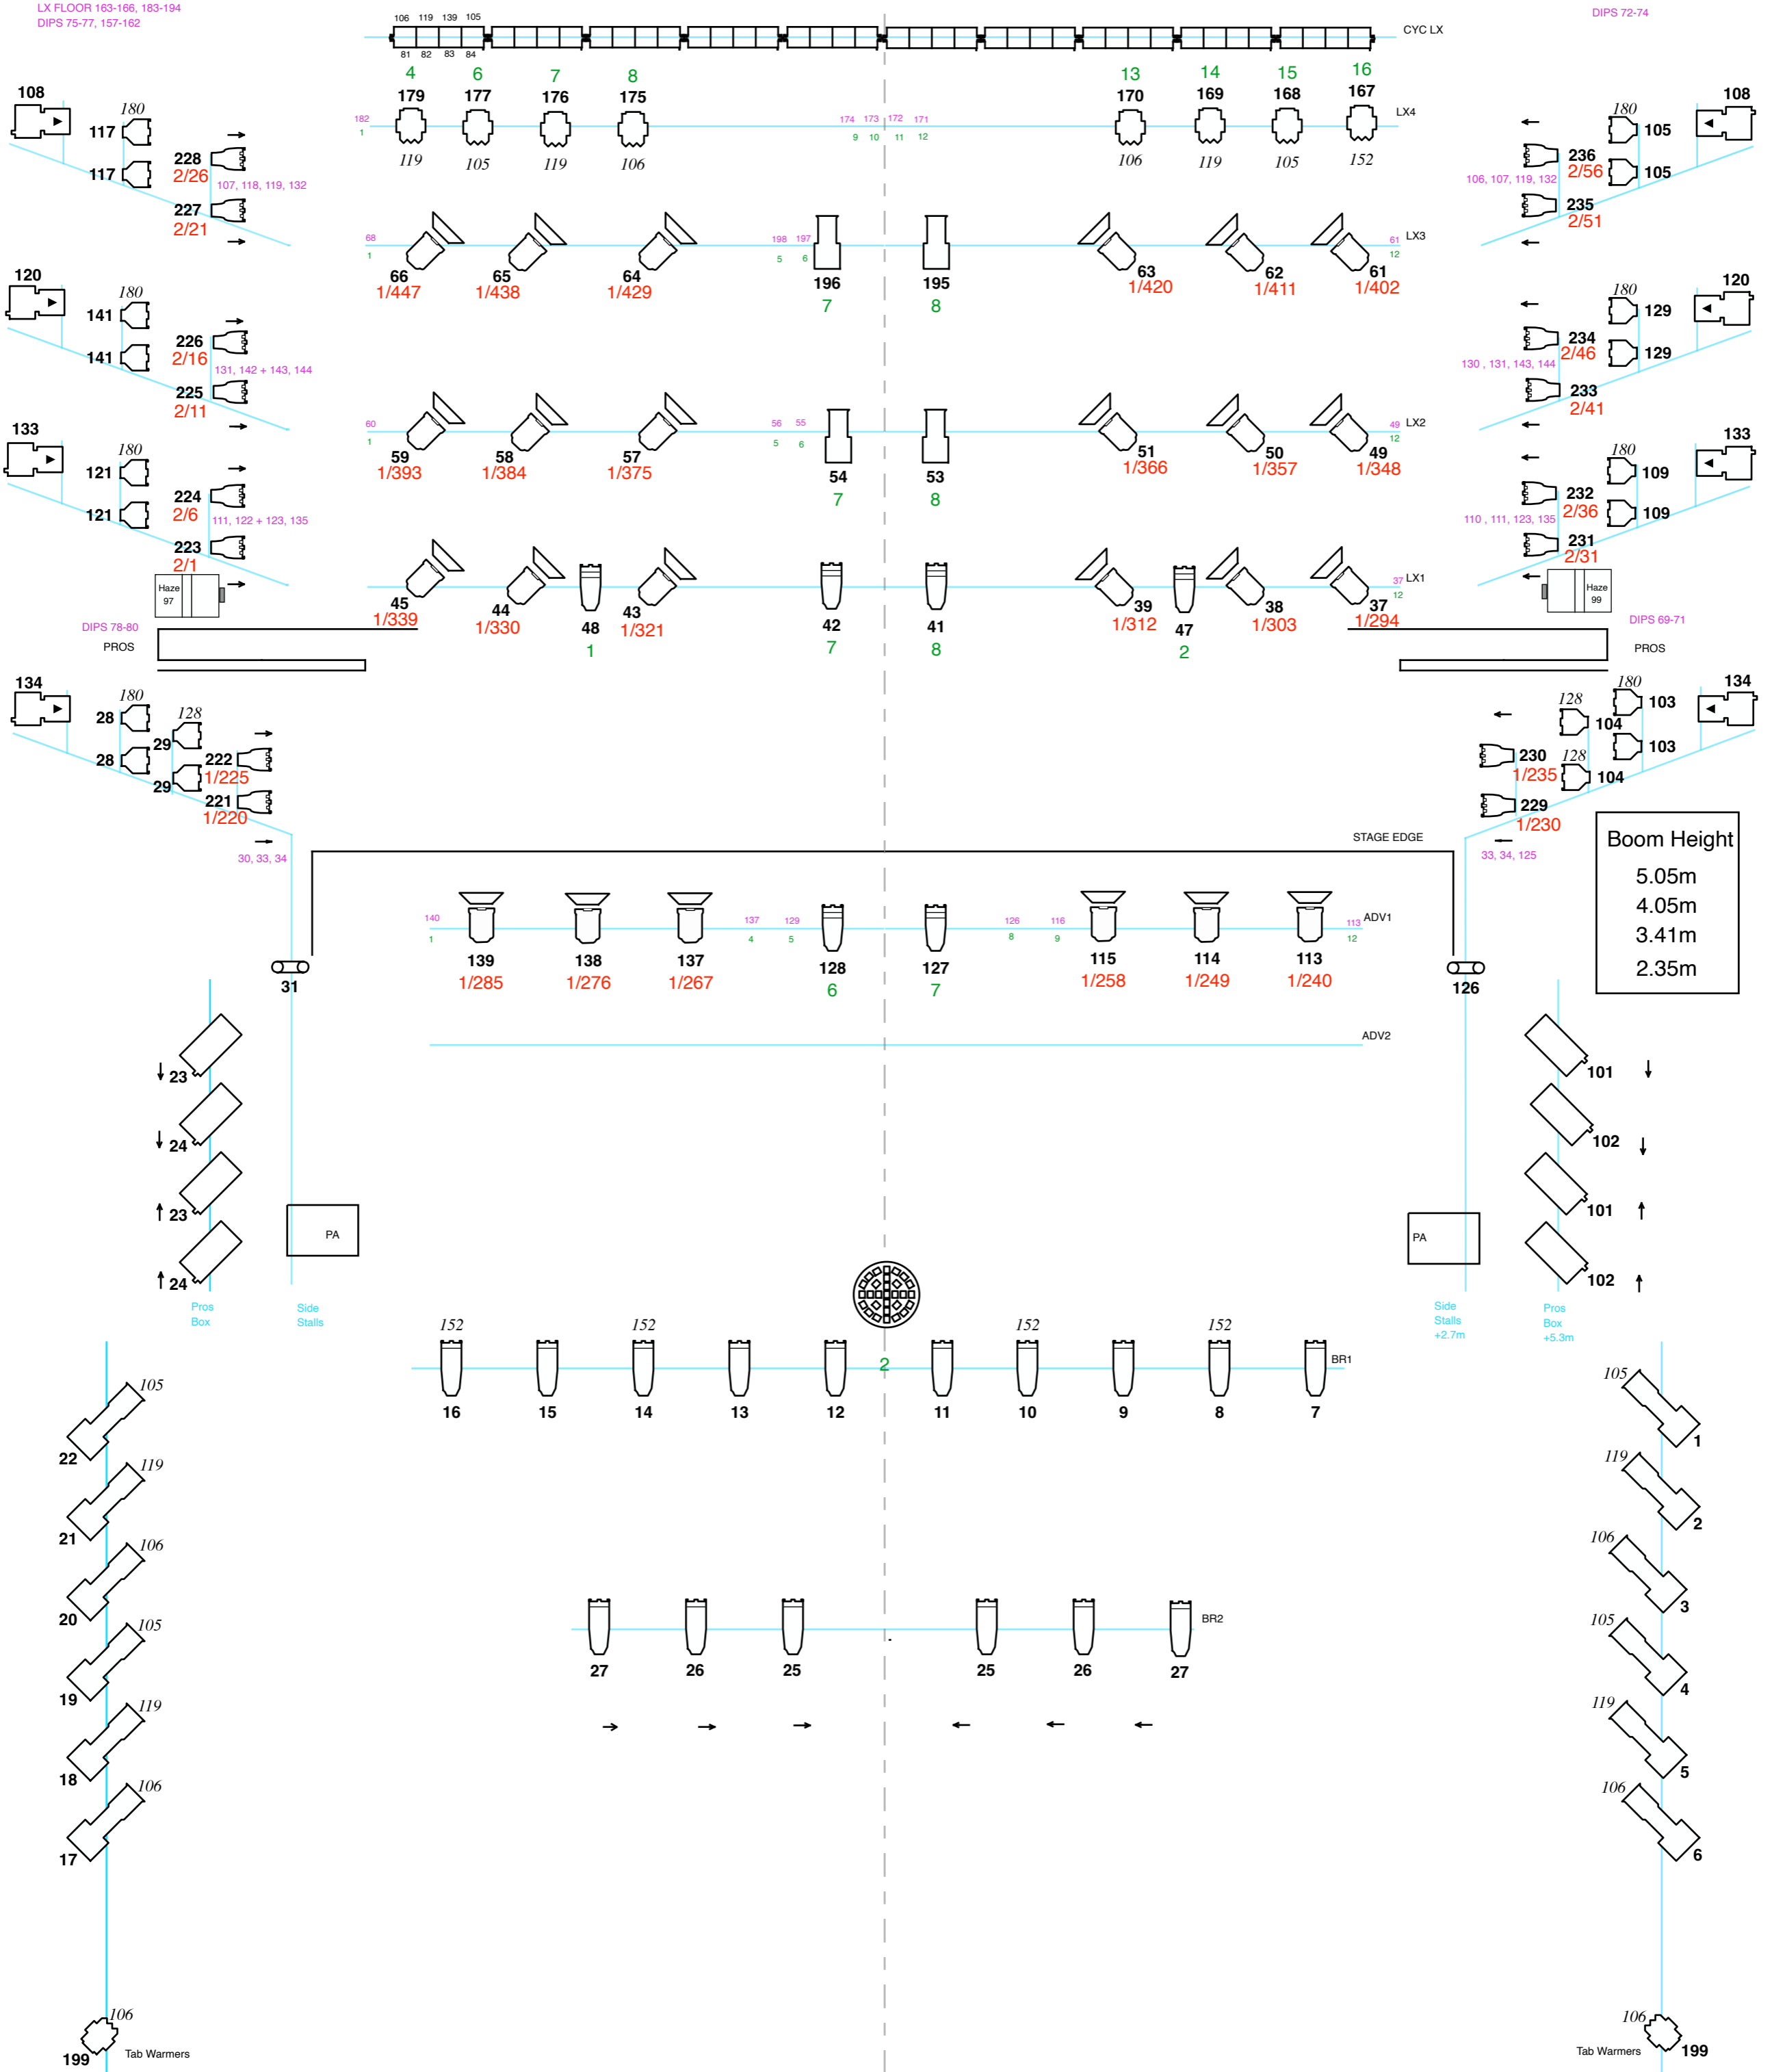 LX FLOOR 163-166, 183-194
DIPS 75-77, 157-162
DIPS 72-74
106 119 139 105
81 82 83 84
CYC LX
4 6 7 8 13 14 15 16
179 177 176 175 170 169 168 167
182 174 173 172 171 LX4
1 9 10 11 12
119 105 119 106 106 119 105 152
108
180
117
117
228
2/26
107, 118, 119, 132
227
2/21
108
180
105
105
236
2/56
106, 107, 119, 132
235
2/51
68 198 197 61 LX3
1 5 6 12
66 65 64 196 195 63 62 61
1/447 1/438 1/429 7 8 1/420 1/411 1/402
120
180
141
141
226
2/16
131, 142 + 143, 144
225
2/11
120
180
129
129
234
2/46
130 , 131, 143, 144
233
2/41
60 56 55 49 LX2
1 5 6 12
59 58 57 54 53 51 50 49
1/393 1/384 1/375 7 8 1/366 1/357 1/348
133
180
121
121
224
2/6
111, 122 + 123, 135
223
2/1
Haze
97
133
180
109
109
232
2/36
110 , 111, 123, 135
231
2/31
Haze
99
37 LX1
12
45 44 48 43 42 41 39 47 38 37
1/339 1/330 1 1/321 7 8 1/312 2 1/303 1/294
DIPS 78-80
PROS
DIPS 69-71
PROS
134
180
28
28
128
29
29
222
1/225
221
1/220
30, 33, 34
134
180
103
103
128
104
128
104
230
1/235
229
1/230
33, 34, 125
STAGE EDGE
Boom Height
5.05m
4.05m
3.41m
2.35m
140 137 129 126 116 113 ADV1
1 4 5 8 9 12
139 138 137 128 127 115 114 113
1/285 1/276 1/267 6 7 1/258 1/249 1/240
31
126
ADV2
23
24
23
24
101
102
101
102
PA
PA
Pros
Box
Side
Stalls
Side
Stalls
+2.7m
Pros
Box
+5.3m
152 152 152 152
2
BR1
16 15 14 13 12 11 10 9 8 7
105
22
119
21
106
20
105
19
119
18
106
17
105
1
119
2
106
3
105
4
119
5
106
6
BR2
27 26 25 25 26 27
106
199
Tab Warmers
106
Tab Warmers
199